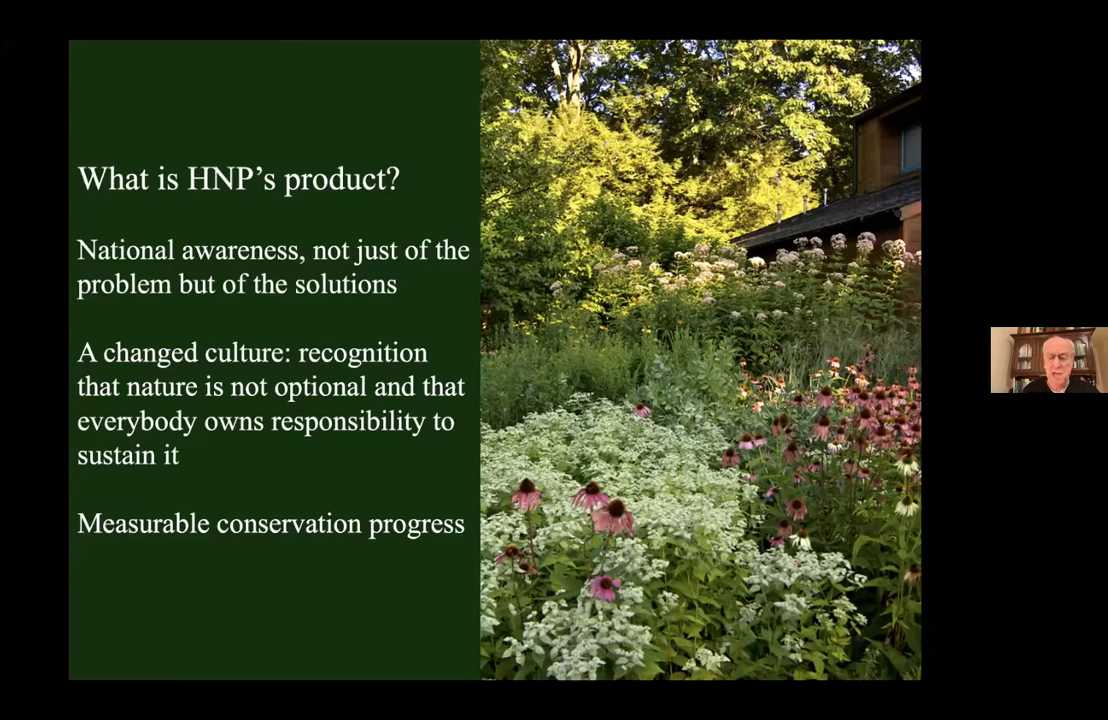 What is HNP’s product?
National awareness, not just of the
problem but of the solutions
A changed culture: recognition
that nature is not optional and that
everybody owns responsibility to
sustain it
Measurable conservation progress